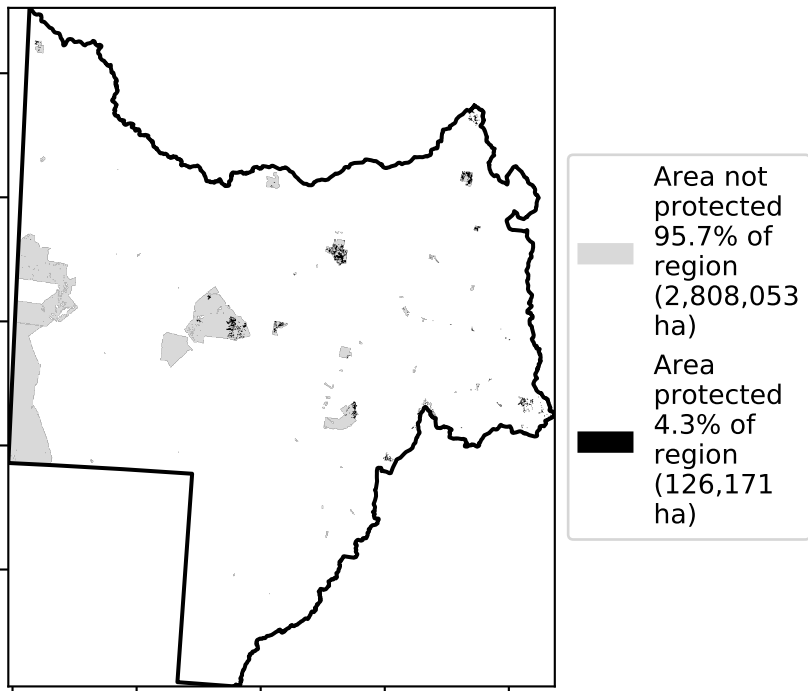 Area not
protected
95.7% of
region
(2,808,053
ha)
Area
protected
4.3% of
region
(126,171
ha)